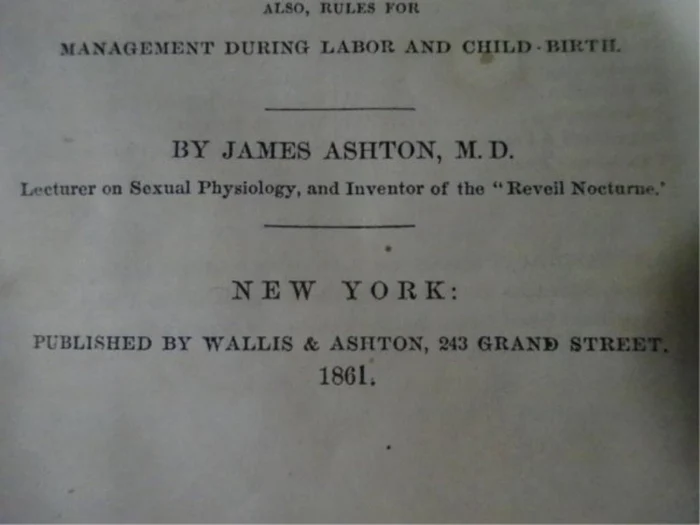 ALSO, RULES FOR
MANAGEMENT DURING LABOR AND CHILD-BIRTH.
BY JAMES ASHTON, M. D.
Lecturer on Sexual Physiology, and Inventor of the "Reveil Nocturne.'
NEW YORK:
PUBLISHED BY WALLIS & ASHTON, 243 GRAND STREET.
1861.